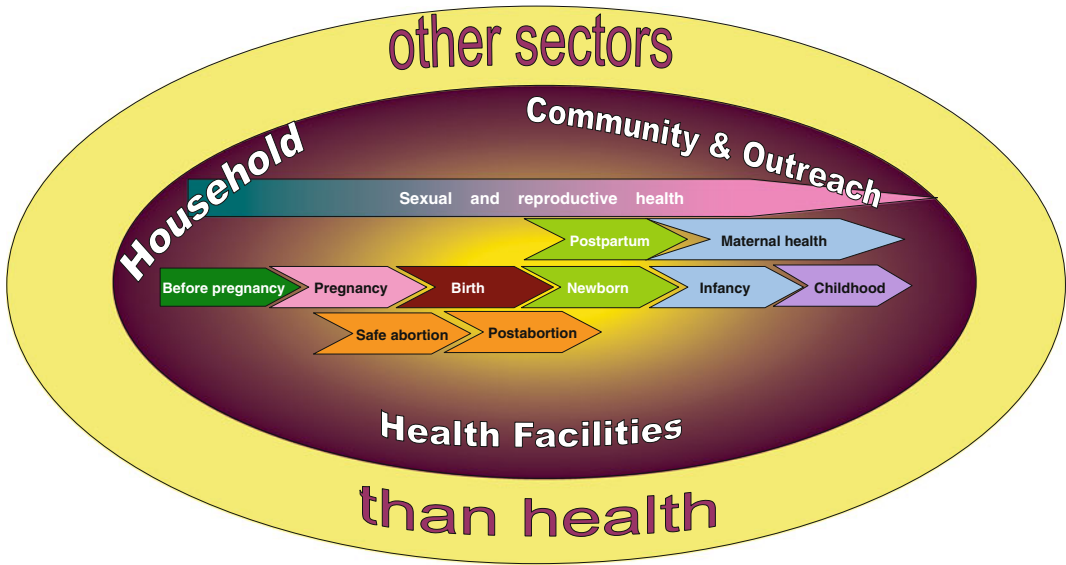 other sectors
Household
Community & Outreach
Sexual and reproductive health
Postpartum
Maternal health
Before pregnancy
Pregnancy
Birth
Newborn
Infancy
Childhood
Safe abortion
Postabortion
Health Facilities
than health